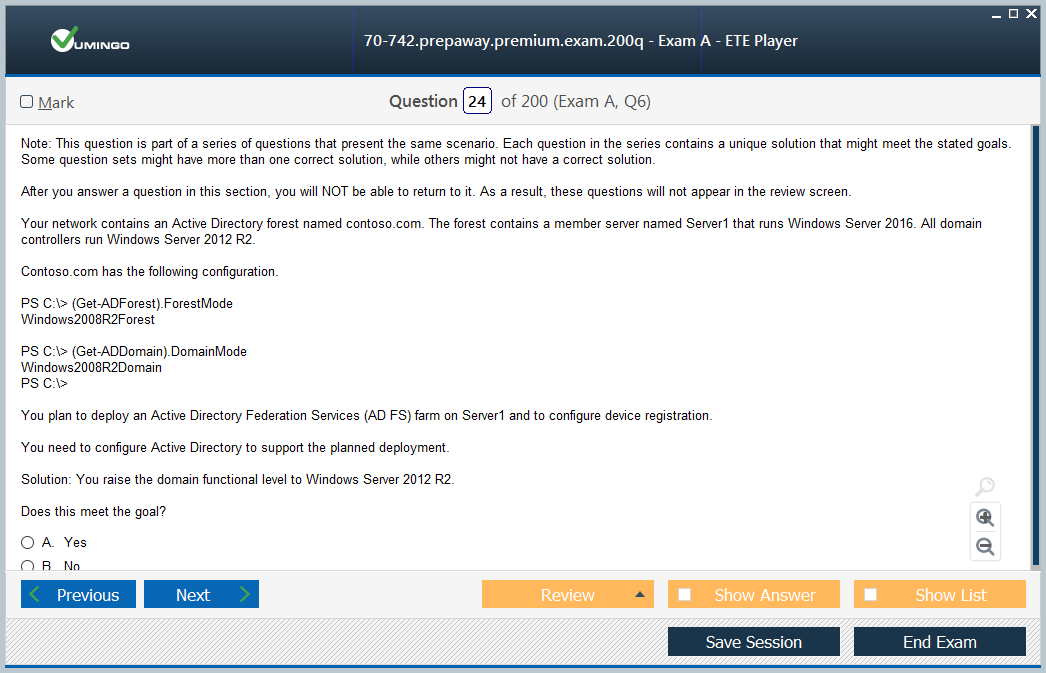 VUMINGO
70-742.prepaway.premium.exam.200q - Exam A - ETE Player
Mark
Question 24 of 200 (Exam A, Q6)
Note: This question is part of a series of questions that present the same scenario. Each question in the series contains a unique solution that might meet the stated goals.
Some question sets might have more than one correct solution, while others might not have a correct solution.
After you answer a question in this section, you will NOT be able to return to it. As a result, these questions will not appear in the review screen.
Your network contains an Active Directory forest named contoso.com. The forest contains a member server named Server1 that runs Windows Server 2016. All domain
controllers run Windows Server 2012 R2.
Contoso.com has the following configuration.
PS C:\> (Get-ADForest).ForestMode
Windows2008R2Forest
PS C:\> (Get-ADDomain).DomainMode
Windows2008R2Domain
PS C:\>
You plan to deploy an Active Directory Federation Services (AD FS) farm on Server1 and to configure device registration.
You need to configure Active Directory to support the planned deployment.
Solution: You raise the domain functional level to Windows Server 2012 R2.
Does this meet the goal?
A. Yes
B. No
Previous
Next
Review
Show Answer
Show List
Save Session
End Exam